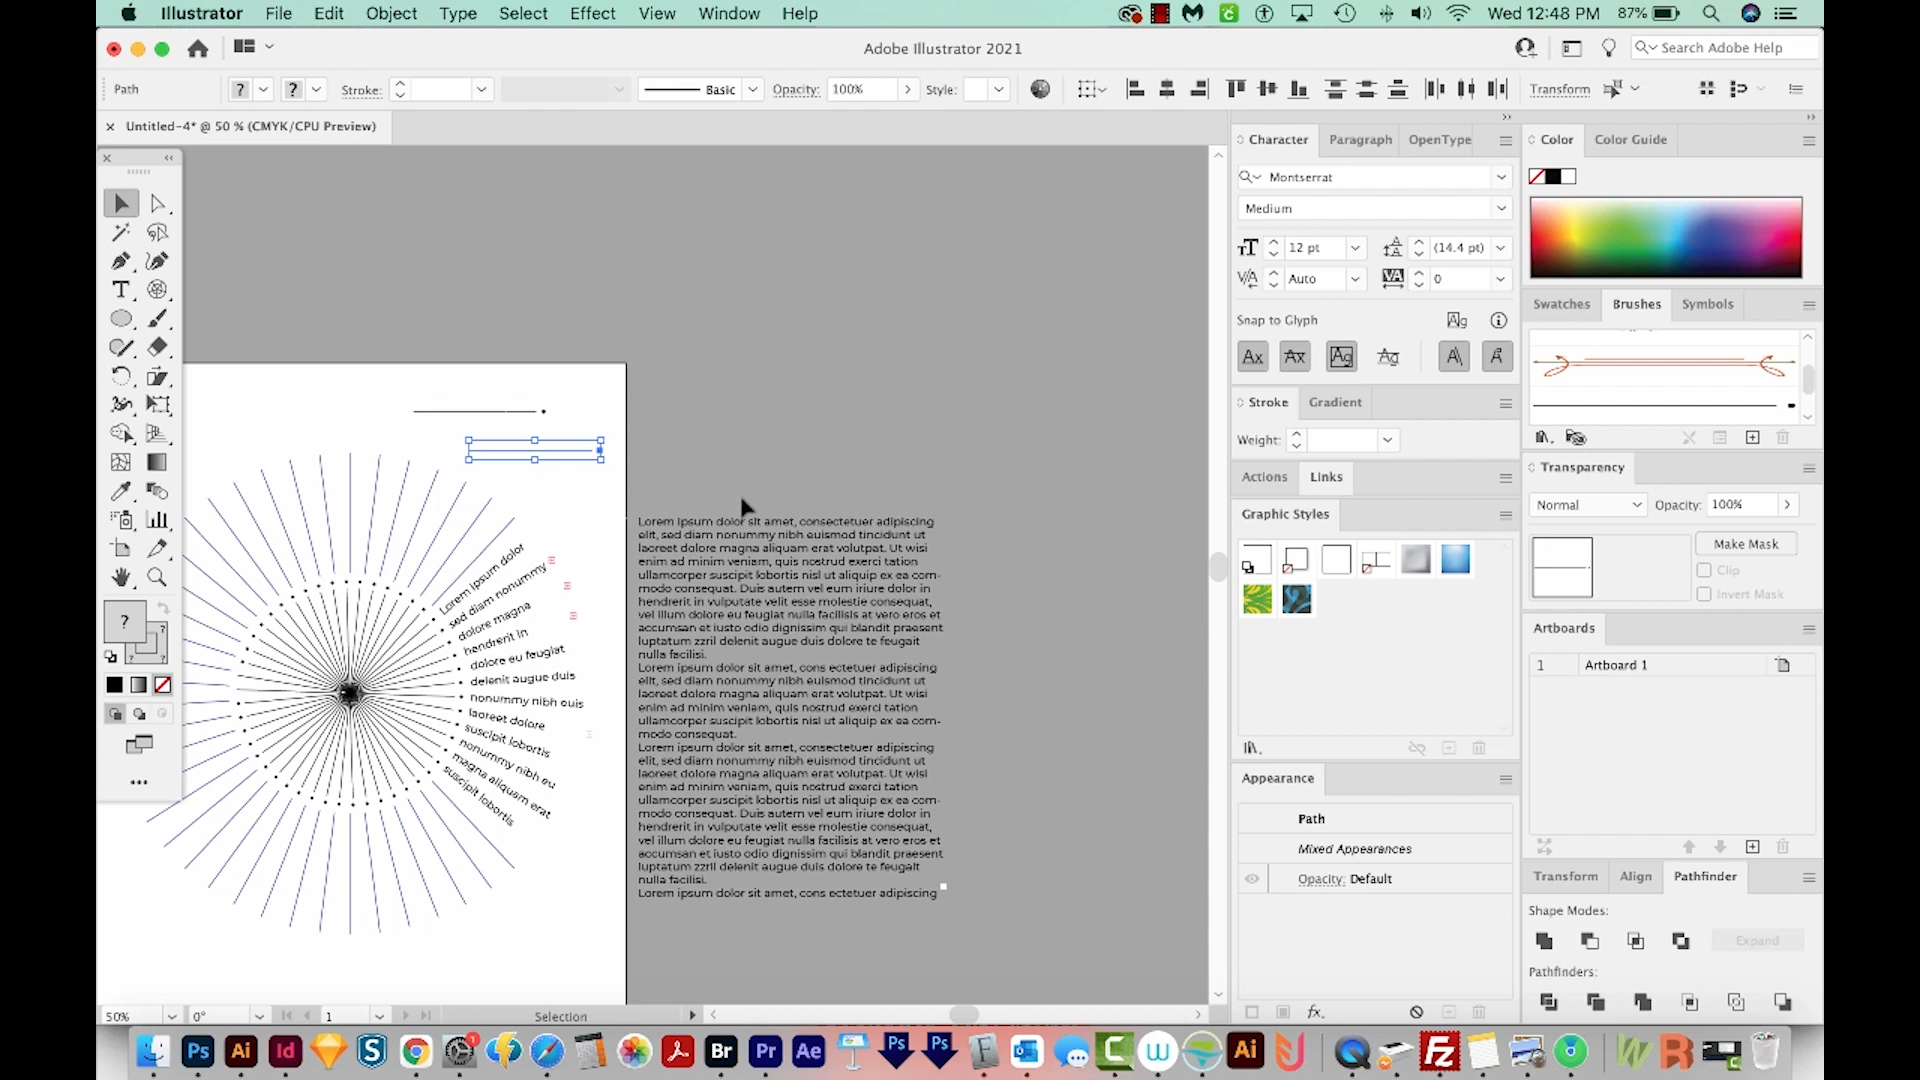 Illustrator File Edit Object Type Select Effect View Window Help
Wed 12:48 PM 87%
Adobe Illustrator 2021
Search Adobe Help
Path ? ? Stroke: Basic Opacity: 100% Style: Transform
× Untitled-4* @ 50 % (CMYK/CPU Preview)
Character Paragraph OpenType
Montserrat
Medium
12 pt (14.4 pt)
Auto 0
Snap to Glyph
Stroke Gradient
Weight:
Actions Links
Graphic Styles
Appearance
Path
Mixed Appearances
Opacity: Default
fx.
Color Color Guide
Swatches Brushes Symbols
Transparency
Normal Opacity: 100%
Make Mask
Clip
Invert Mask
Artboards
1 Artboard 1
Transform Align Pathfinder
Shape Modes:
Expand
Pathfinders:
Lorem ipsum dolor
sed diam nonummy
dolore magna
hendrerit in
dolore eu feugiat
delenit augue duis
nonummy nibh euis
laoreet dolore
suscipit lobortis
nonummy nibh eu
magna aliquam erat
suscipit lobortis
Lorem ipsum dolor sit amet, consectetuer adipiscing
elit, sed diam nonummy nibh euismod tincidunt ut
laoreet dolore magna aliquam erat volutpat. Ut wisi
enim ad minim veniam, quis nostrud exerci tation
ullamcorper suscipit lobortis nisl ut aliquip ex ea com-
modo consequat. Duis autem vel eum iriure dolor in
hendrerit in vulputate velit esse molestie consequat,
vel illum dolore eu feugiat nulla facilisis at vero eros et
accumsan et iusto odio dignissim qui blandit praesent
luptatum zzril delenit augue duis dolore te feugait
nulla facilisi.
Lorem ipsum dolor sit amet, cons ectetuer adipiscing
elit, sed diam nonummy nibh euismod tincidunt ut
laoreet dolore magna aliquam erat volutpat. Ut wisi
enim ad minim veniam, quis nostrud exerci tation
ullamcorper suscipit lobortis nisl ut aliquip ex ea com-
modo consequat.
Lorem ipsum dolor sit amet, consectetuer adipiscing
elit, sed diam nonummy nibh euismod tincidunt ut
laoreet dolore magna aliquam erat volutpat. Ut wisi
enim ad minim veniam, quis nostrud exerci tation
ullamcorper suscipit lobortis nisl ut aliquip ex ea com-
modo consequat. Duis autem vel eum iriure dolor in
hendrerit in vulputate velit esse molestie consequat,
vel illum dolore eu feugiat nulla facilisis at vero eros et
accumsan et iusto odio dignissim qui blandit praesent
luptatum zzril delenit augue duis dolore te feugait
nulla facilisi.
Lorem ipsum dolor sit amet, cons ectetuer adipiscing
50% 0° 1 Selection
Ps Ai Id S Br Pr Ae Ps Ps F C W Ai Fz W B